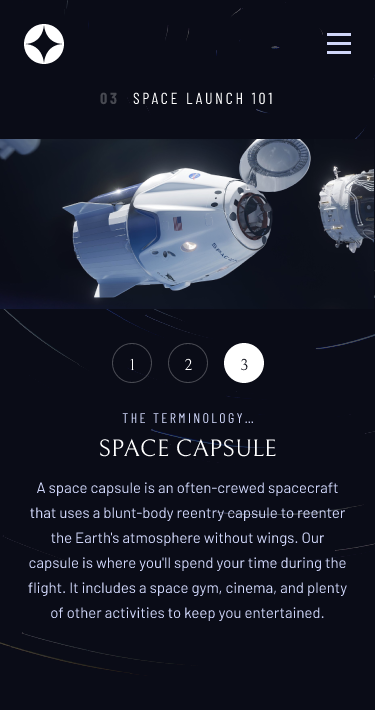 03 SPACE LAUNCH 101
SPACEX
1 2 3
THE TERMINOLOGY...
SPACE CAPSULE
A space capsule is an often-crewed spacecraft
that uses a blunt-body reentry capsule to reenter
the Earth's atmosphere without wings. Our
capsule is where you'll spend your time during the
flight. It includes a space gym, cinema, and plenty
of other activities to keep you entertained.